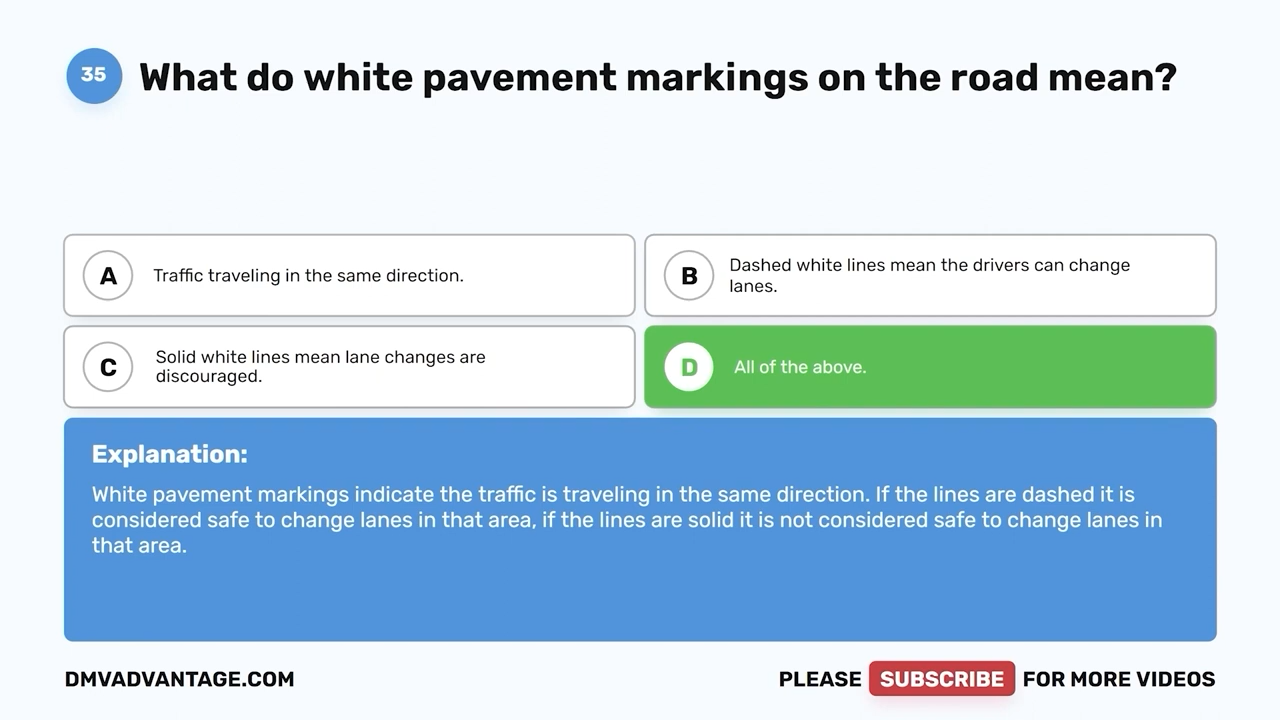 35 What do white pavement markings on the road mean?
A Traffic traveling in the same direction.
B Dashed white lines mean the drivers can change
lanes.
C Solid white lines mean lane changes are
discouraged.
D All of the above.
Explanation:
White pavement markings indicate the traffic is traveling in the same direction. If the lines are dashed it is
considered safe to change lanes in that area, if the lines are solid it is not considered safe to change lanes in
that area.
DMVADVANTAGE.COM
PLEASE SUBSCRIBE FOR MORE VIDEOS